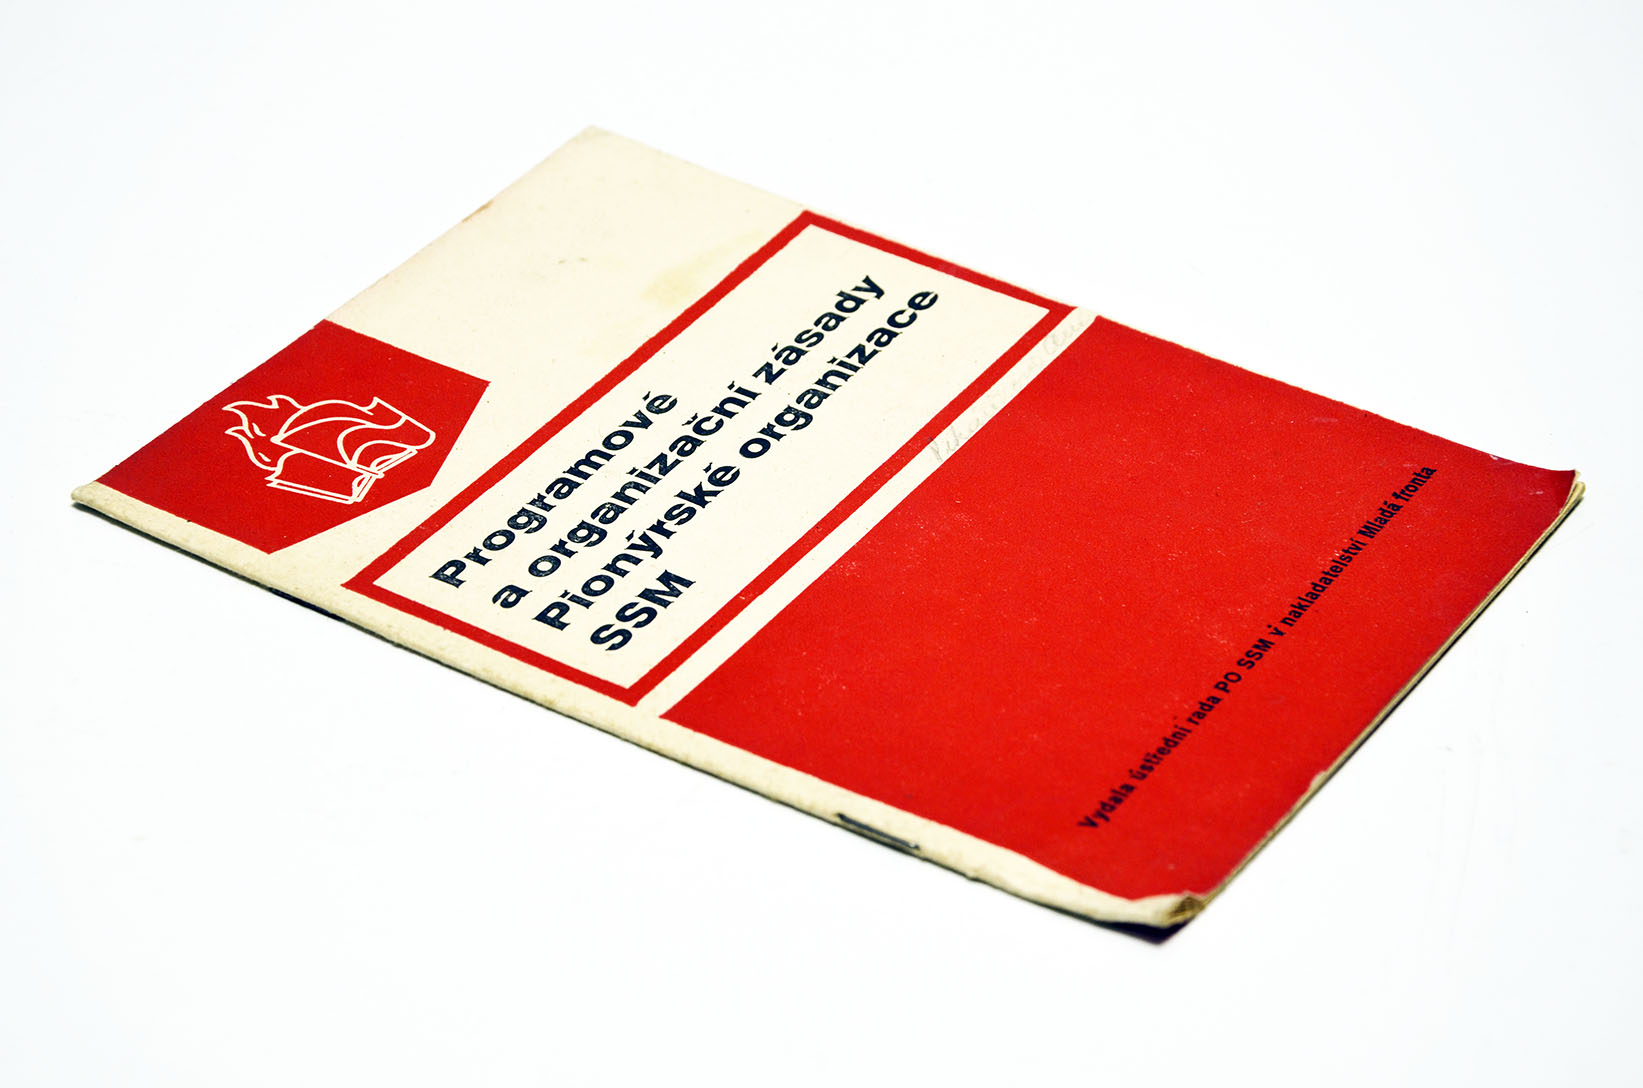 Programové
a organizační zásady
Pionýrské organizace
SSM
Vydala ústřední rada PO SSM v nakladatelství Mladá fronta